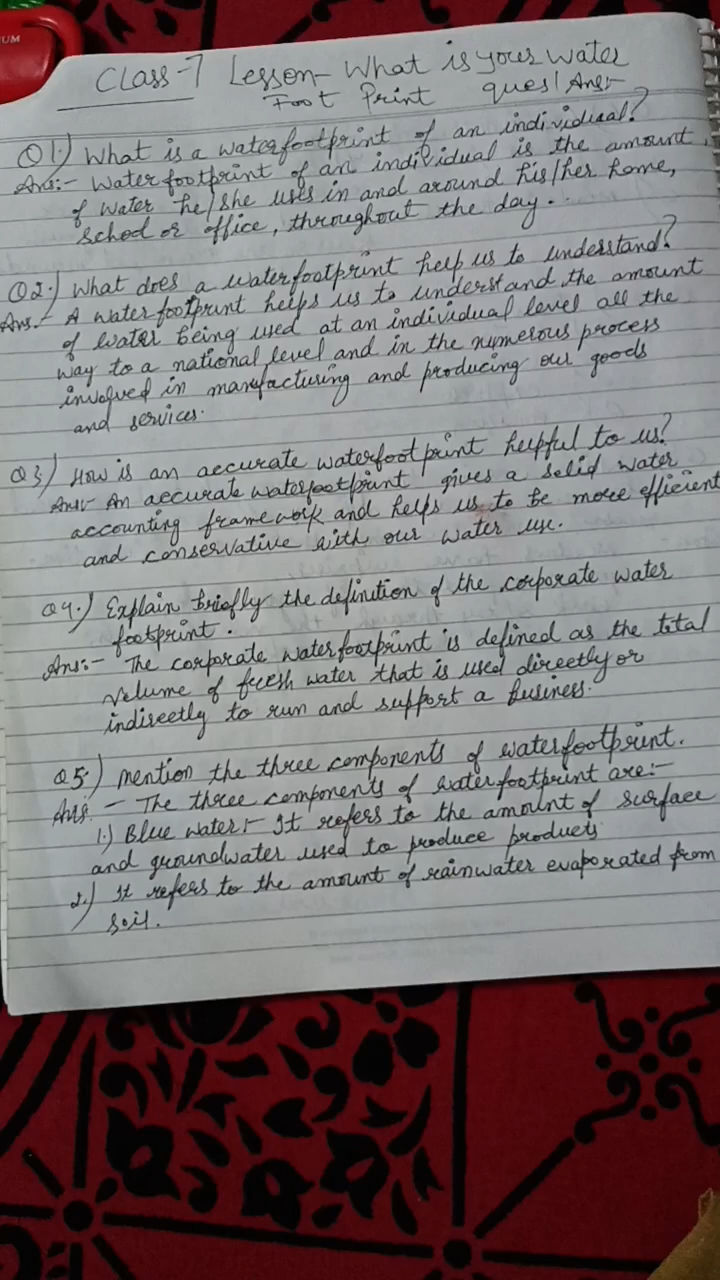 UM
Class-7 Lesson- What is your Water
Foot Print ques/Ans:-
Q1.) What is a waterfootprint of an individual?
Ans:- Waterfootprint of an individual is the amount
of water he/she uses in and around his/her home,
school or office, throughout the day..
Q2.) What does a waterfootprint help us to understand?
Ans.- A waterfootprint helps us to understand the amount
of water being used at an individual level all the
way to a national level and in the numerous process
involved in manufacturing and producing our goods
and services.
Q3) How is an accurate waterfootprint helpful to us?
Ans- An accurate waterfootprint gives a solid water
accounting framework and helps us to be more efficient
and conservative with our water use.
Q4.) Explain briefly the definition of the corporate water
footprint.
Ans:- The corporate waterfootprint is defined as the total
volume of fresh water that is used directly or
indirectly to run and support a business.
Q5.) Mention the three components of waterfootprint.
Ans. - The three components of waterfootprint are:-
1.) Blue water:- It refers to the amount of surface
and groundwater used to produce products
2.) It refers to the amount of rainwater evaporated from
soil.